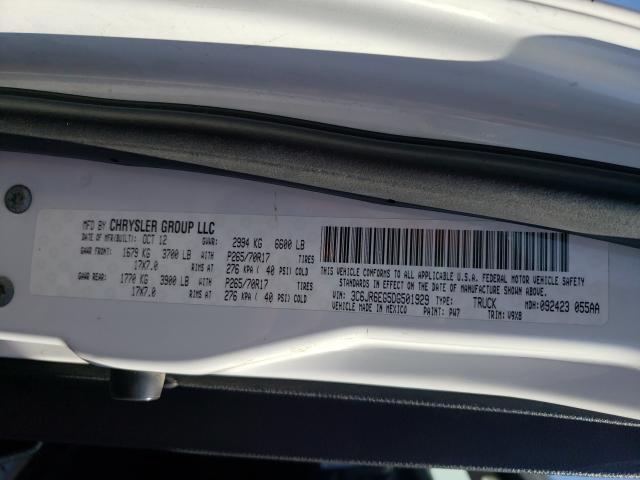 MFD BY CHRYSLER GROUP LLC
DATE OF MFR(BUILT): OCT 12 GVWR: 2994 KG 6600 LB
GAWR FRONT: 1679 KG 3700 LB WITH P265/70R17 TIRES
17X7.0 RIMS AT 276 KPA ( 40 PSI) COLD
GAWR REAR: 1770 KG 3900 LB WITH P265/70R17 TIRES
17X7.0 RIMS AT 276 KPA ( 40 PSI) COLD
THIS VEHICLE CONFORMS TO ALL APPLICABLE U.S.A. FEDERAL MOTOR VEHICLE SAFETY
STANDARDS IN EFFECT ON THE DATE OF MANUFACTURE SHOWN ABOVE.
VIN: 3C6JR6EG5DG501929 TYPE: TRUCK MDH: 092423 055AA
VEHICLE MADE IN MEXICO PAINT: PW7 TRIM: V9X8